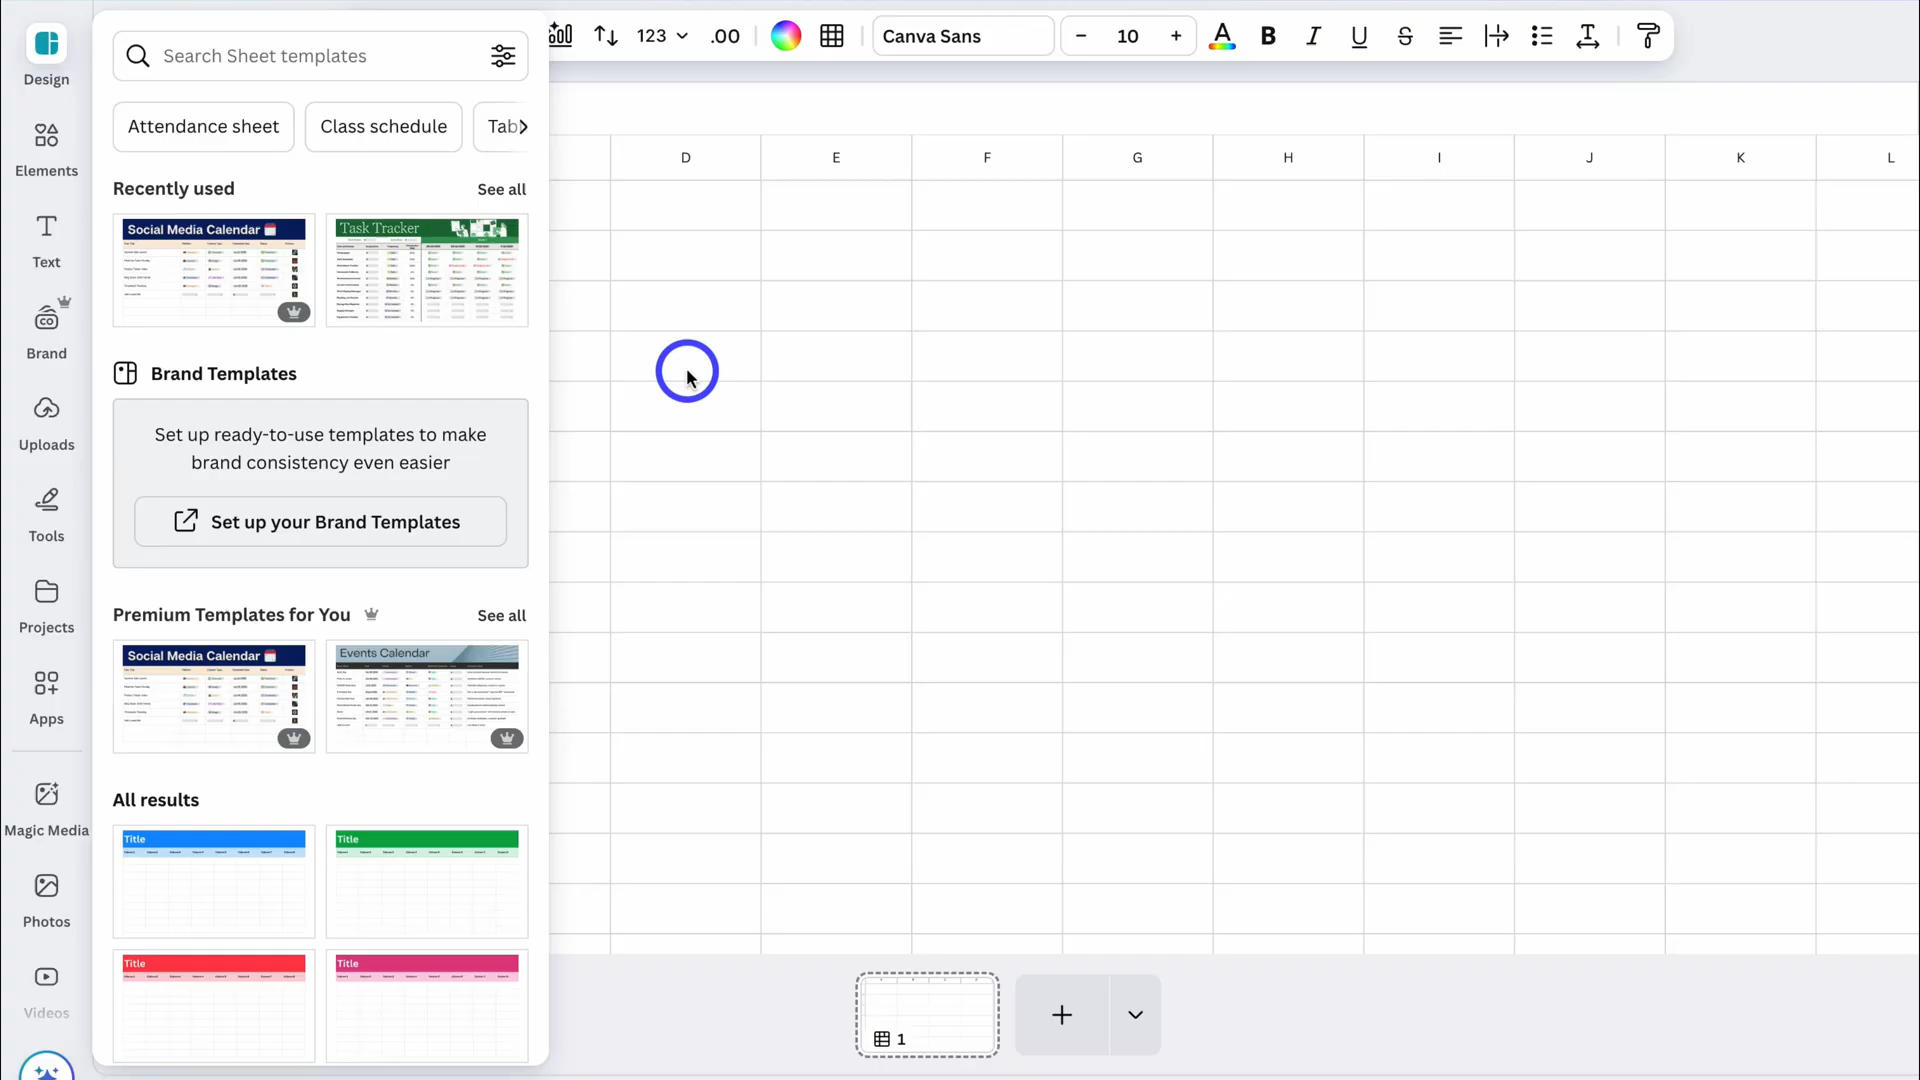 Design
Elements
Text
Brand
Uploads
Tools
Projects
Apps
Magic Media
Photos
Videos
Search Sheet templates
Attendance sheet
Class schedule
Tab
Recently used
See all
Social Media Calendar
Task Tracker
Brand Templates
Set up ready-to-use templates to make
brand consistency even easier
Set up your Brand Templates
Premium Templates for You
See all
Social Media Calendar
Events Calendar
All results
Title
Title
Title
Title
123
.00
Canva Sans
− 10 +
A B I U S
D E F G H I J K L
1